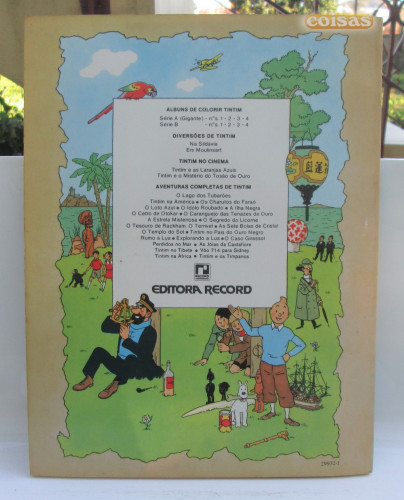 coisas
ÁLBUNS DE COLORIR TINTIM
Série A (Gigante) - nºs 1 - 2 - 3 - 4
Série B - nºs 1 - 2 - 3 - 4
DIVERSÕES DE TINTIM
Na Sildávia
Em Moulinsart
TINTIM NO CINEMA
Tintim e as Laranjas Azuis
Tintim e o Mistério do Tosão de Ouro
AVENTURAS COMPLETAS DE TINTIM
O Lago dos Tubarões
Tintim na América • Os Charutos do Faraó
O Loto Azul • O Ídolo Roubado • A Ilha Negra
O Cetro de Otokar • O Caranguejo das Tenazes de Ouro
A Estrela Misteriosa • O Segredo do Licorne
O Tesouro de Rackham, O Terrível • As Sete Bolas de Cristal
O Templo do Sol • Tintim no País do Ouro Negro
Rumo à Lua • Explorando a Lua • O Caso Girassol
Perdidos no Mar • As Jóias da Castafiore
Tintim no Tibete • Vôo 714 para Sidney
Tintim na África • Tintim e os Tímpanos
EDITORA RECORD